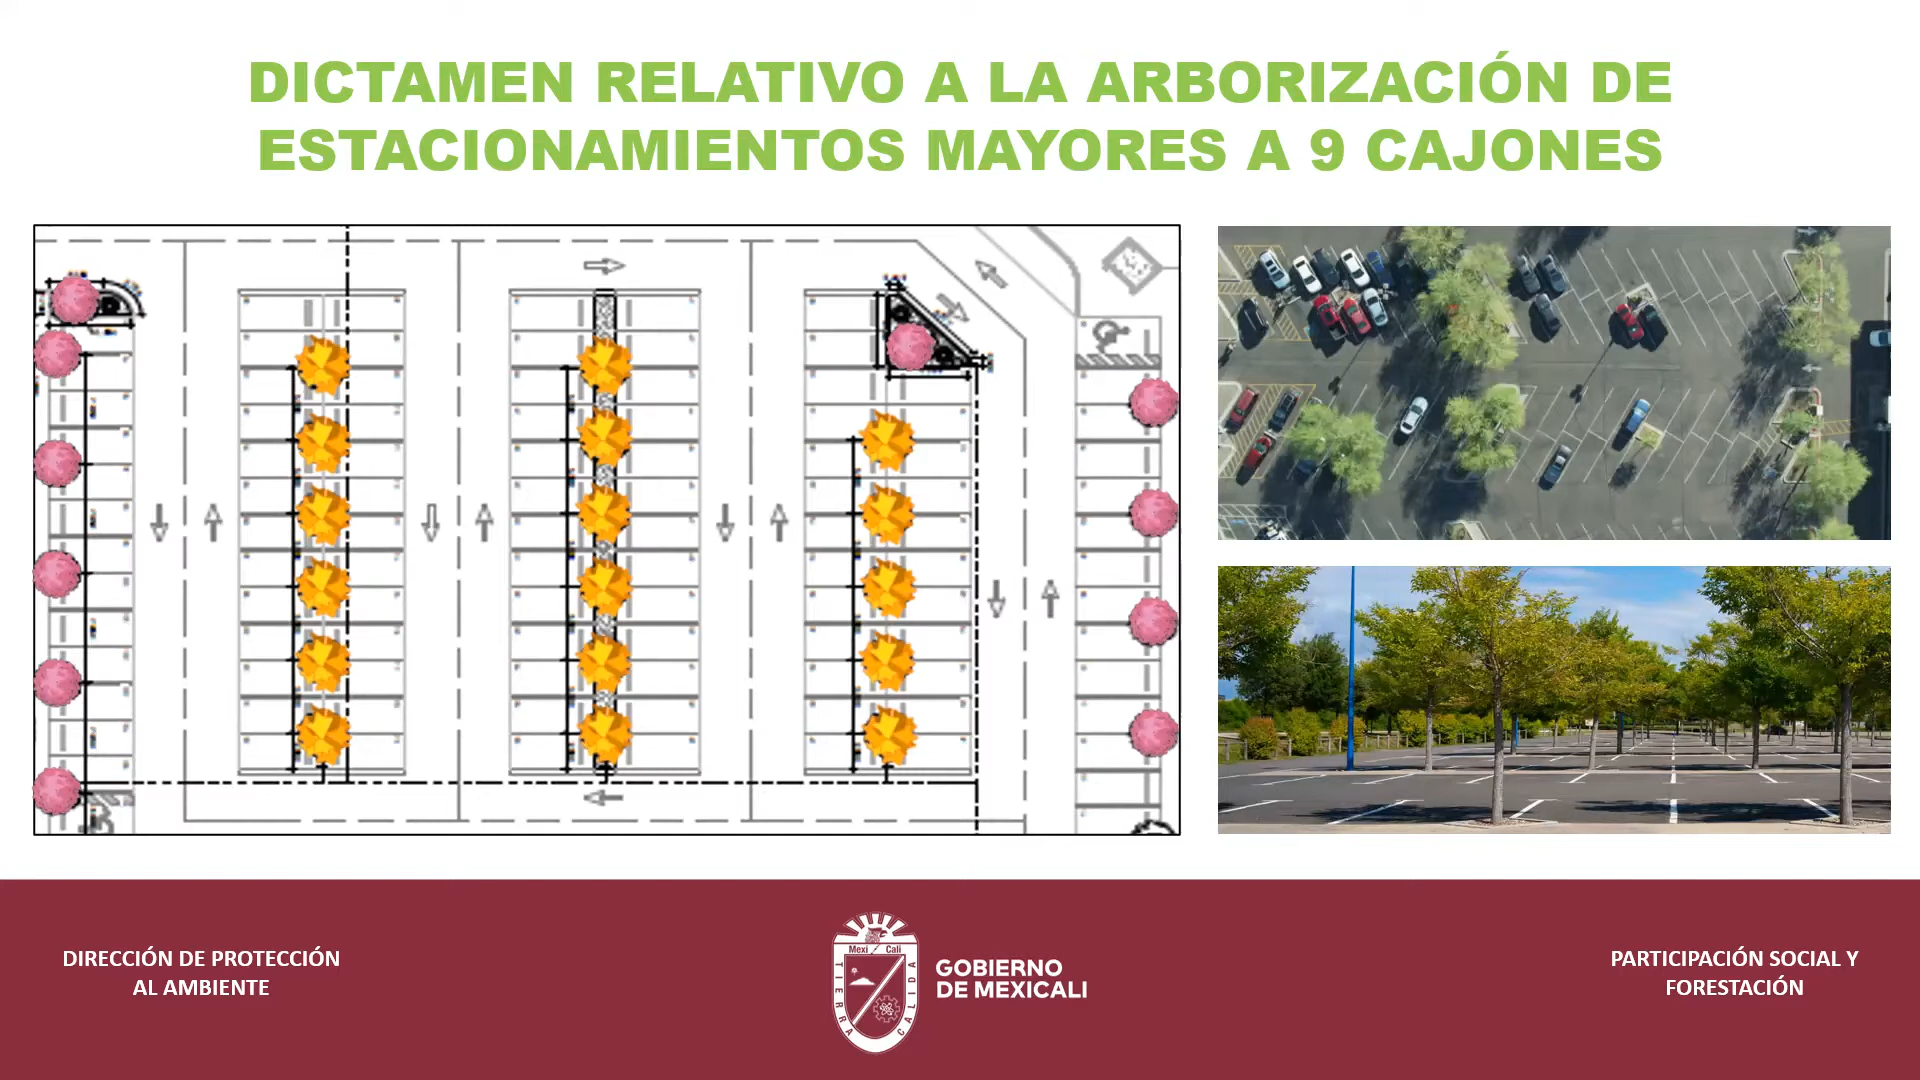 DICTAMEN RELATIVO A LA ARBORIZACIÓN DE
ESTACIONAMIENTOS MAYORES A 9 CAJONES
DIRECCIÓN DE PROTECCIÓN
AL AMBIENTE
Mexi Cali
TIERRA
CALIDA
GOBIERNO
DE MEXICALI
PARTICIPACIÓN SOCIAL Y
FORESTACIÓN